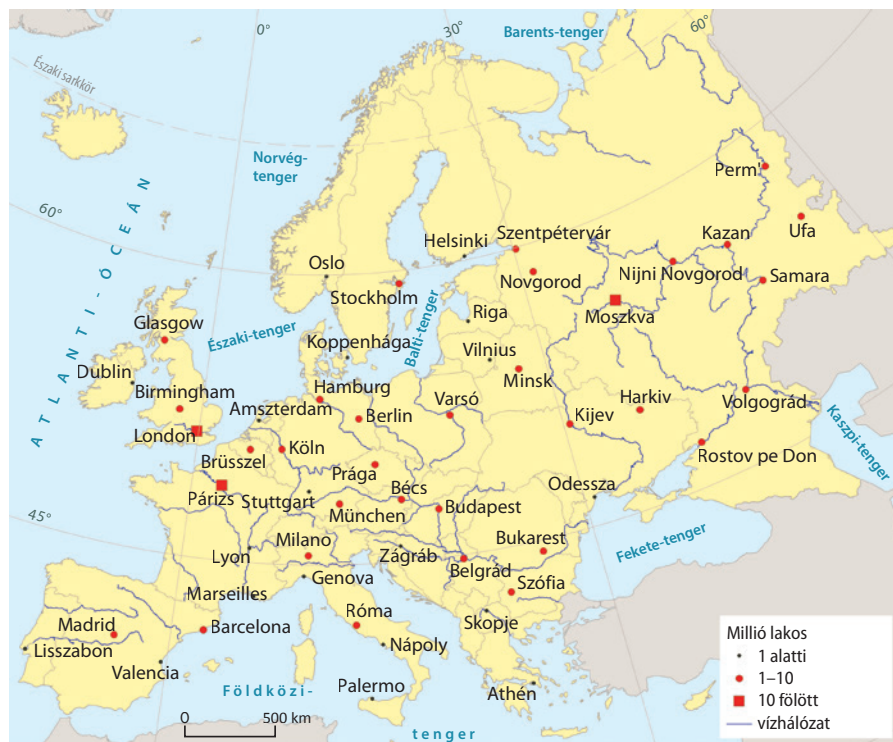 0°
30°
60°
Barents-tenger
Északi sarkkör
Norvég-
tenger
ATLANTI-ÓCEÁN
60°
Perm'
Ufa
Kazan
Szentpétervár
Helsinki
Novgorod
Nijni Novgorod
Samara
Oslo
Stockholm
Moszkva
Riga
Balti-tenger
Glasgow
Északi-tenger
Koppenhága
Vilnius
Minsk
Dublin
Birmingham
Hamburg
Amszterdam
Berlin
Varsó
Harkiv
Kijev
Volgográd
Kaszpi-tenger
London
Köln
Brüsszel
Prága
Rostov pe Don
Odessza
Párizs
Stuttgart
Bécs
München
Budapest
45°
Milano
Bukarest
Fekete-tenger
Lyon
Zágráb
Belgrád
Genova
Szófia
Marseilles
Róma
Skopje
Madrid
Barcelona
Lisszabon
Nápoly
Valencia
Palermo
Athén
Földközi-
tenger
0 500 km
Millió lakos
1 alatti
1–10
10 fölött
vízhálózat